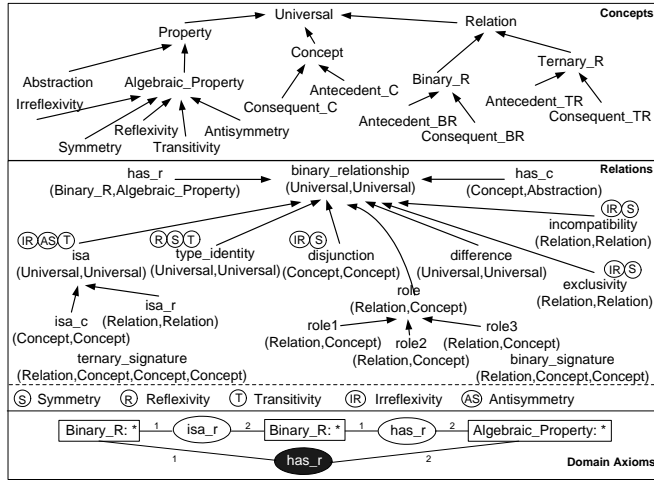 Universal
Concepts
Property
Relation
Concept
Ternary_R
Abstraction
Algebraic_Property
Antecedent_C
Binary_R
Irreflexivity
Consequent_C
Antecedent_TR
Reflexivity
Antisymmetry
Antecedent_BR
Consequent_TR
Symmetry
Transitivity
Consequent_BR
has_r
binary_relationship
has_c
Relations
(Binary_R,Algebraic_Property)
(Universal,Universal)
(Concept,Abstraction)
IR S
incompatibility
(Relation,Relation)
IR AS T
R S T
IR S
isa
type_identity
disjunction
difference
(Universal,Universal)
(Universal,Universal)
(Concept,Concept)
(Universal,Universal)
IR S
exclusivity
(Relation,Relation)
role
(Relation,Concept)
isa_r
(Relation,Relation)
isa_c
(Concept,Concept)
role1
(Relation,Concept)
role2
(Relation,Concept)
role3
(Relation,Concept)
ternary_signature
(Relation,Concept,Concept,Concept)
binary_signature
(Relation,Concept,Concept)
S Symmetry R Reflexivity T Transitivity IR Irreflexivity AS Antisymmetry
Binary_R: * 1 isa_r 2 Binary_R: * 1 has_r 2 Algebraic_Property: *
1 has_r 2
Domain Axioms